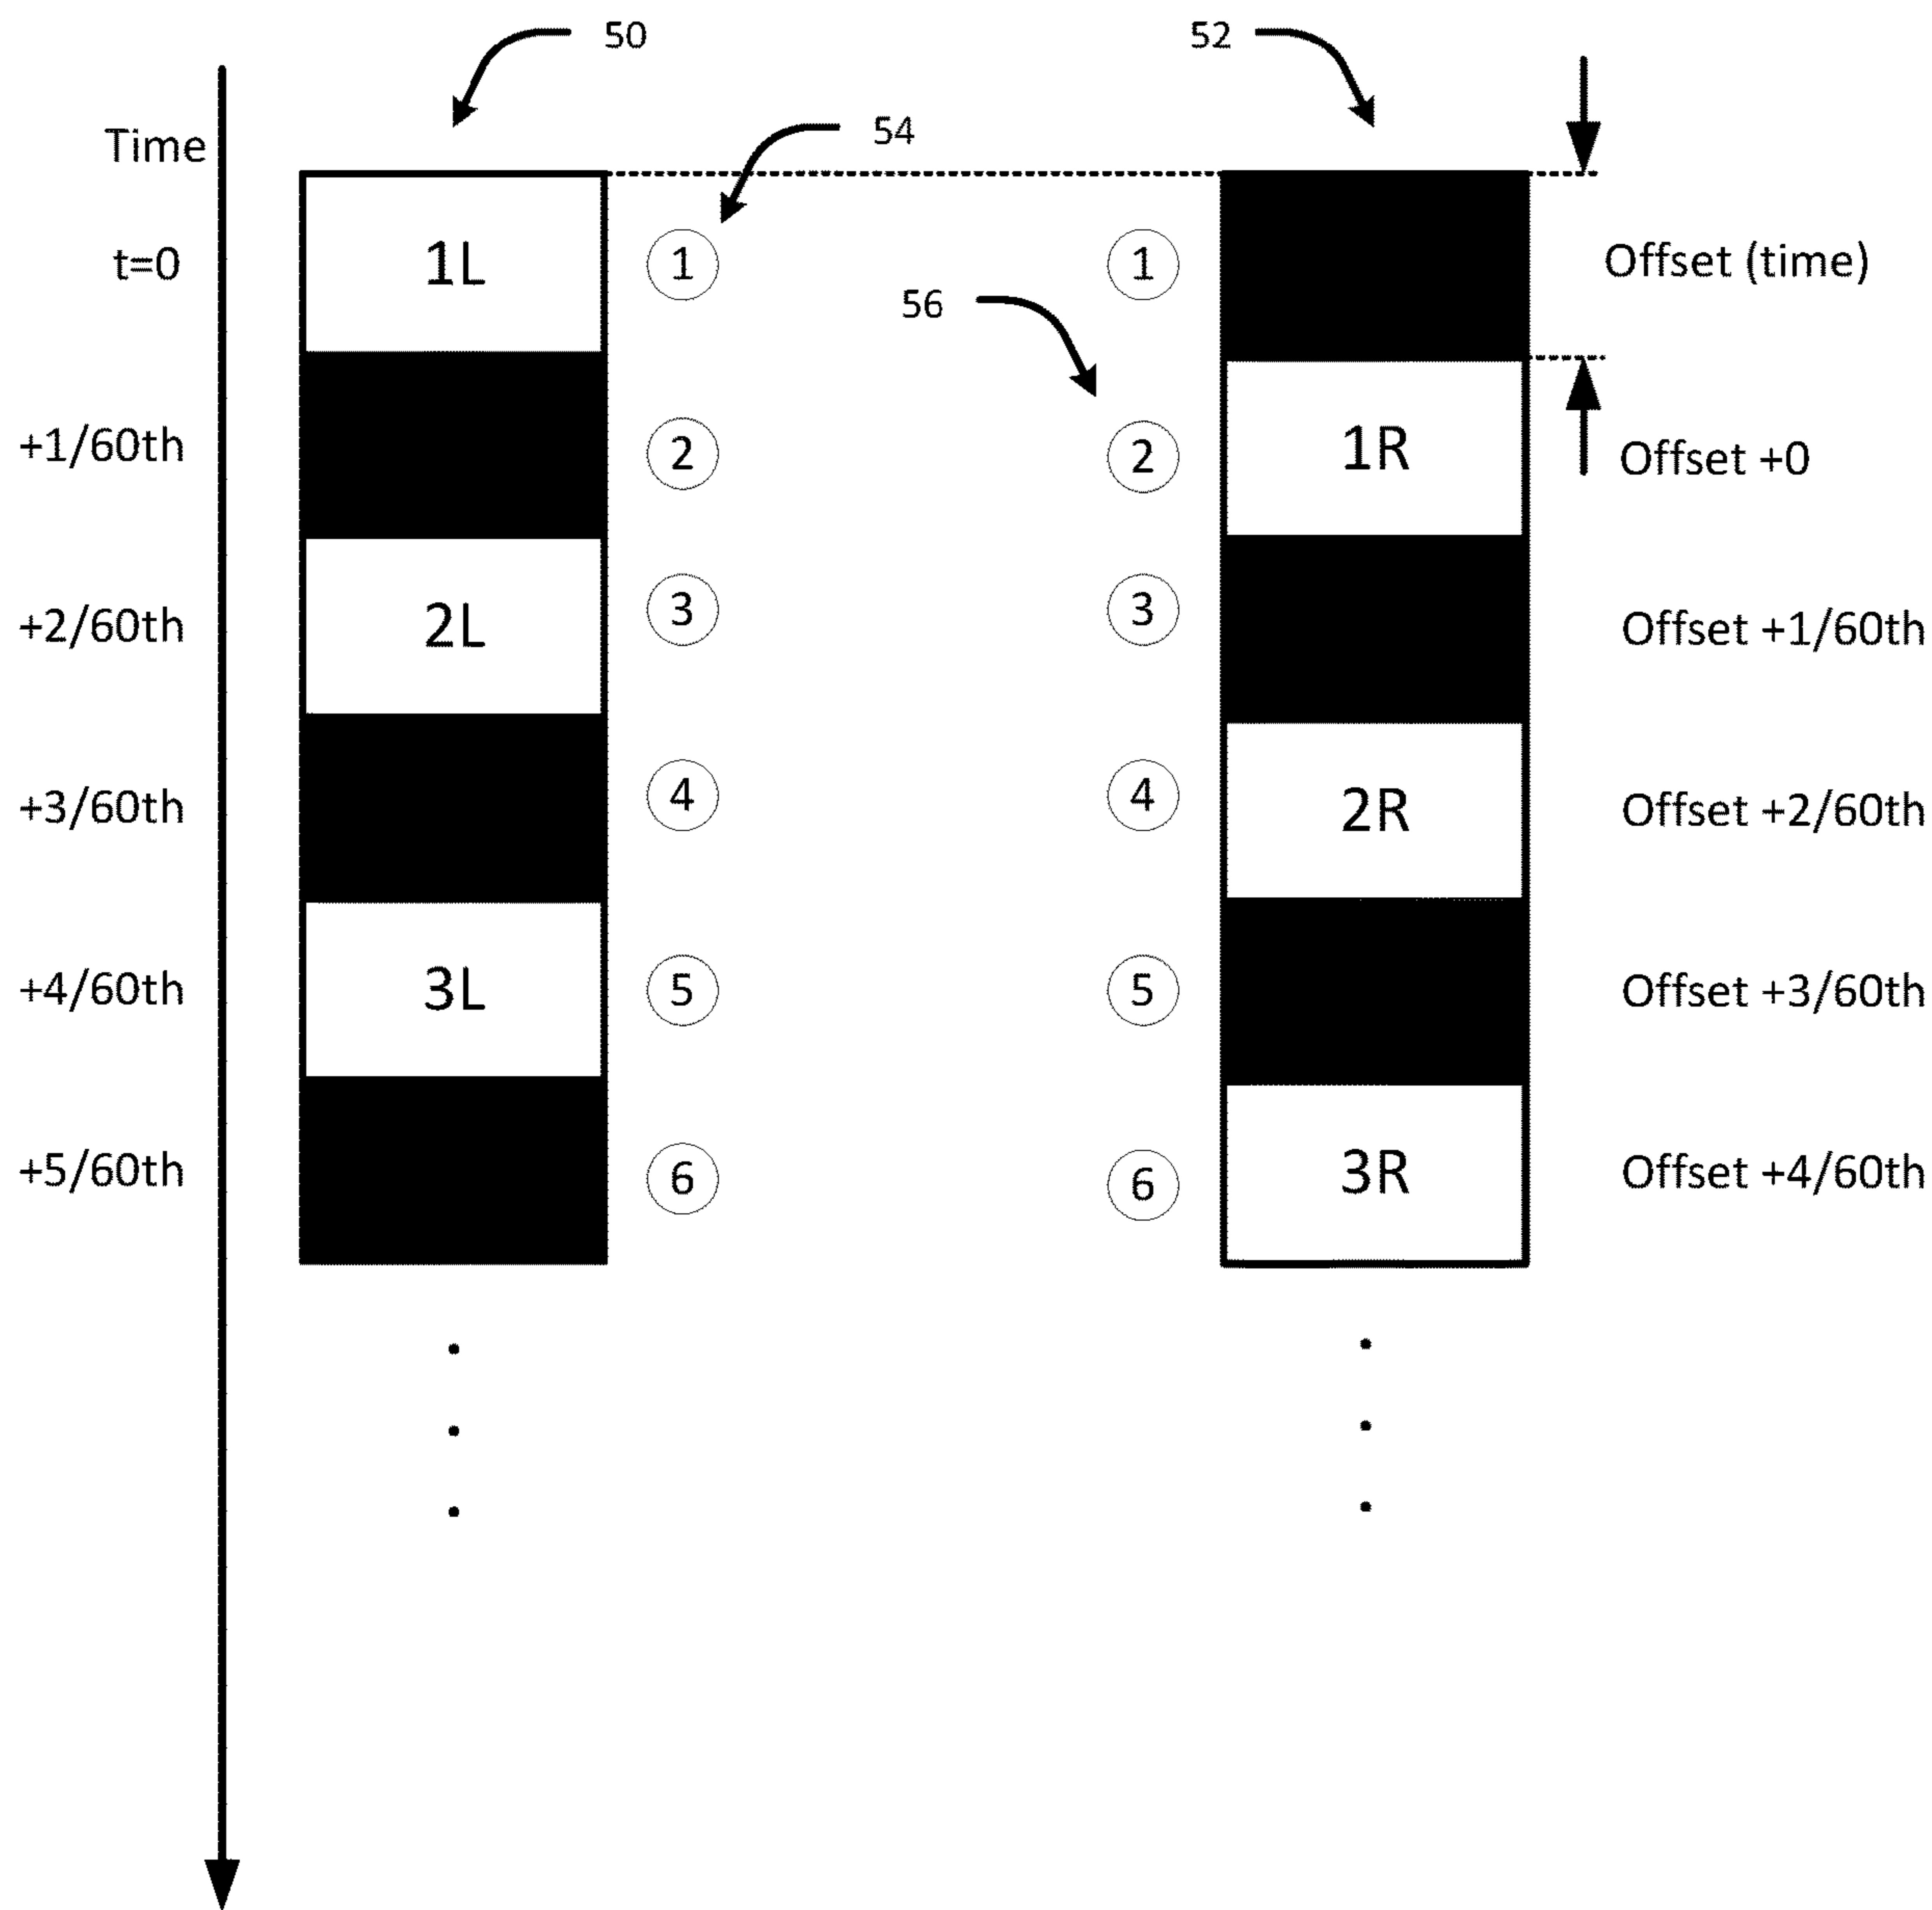 50
52
54
Time
t=0
1L
1
1
Offset (time)
56
+1/60th
2
2
1R
Offset +0
+2/60th
2L
3
3
Offset +1/60th
+3/60th
4
4
2R
Offset +2/60th
+4/60th
3L
5
5
Offset +3/60th
+5/60th
6
6
3R
Offset +4/60th